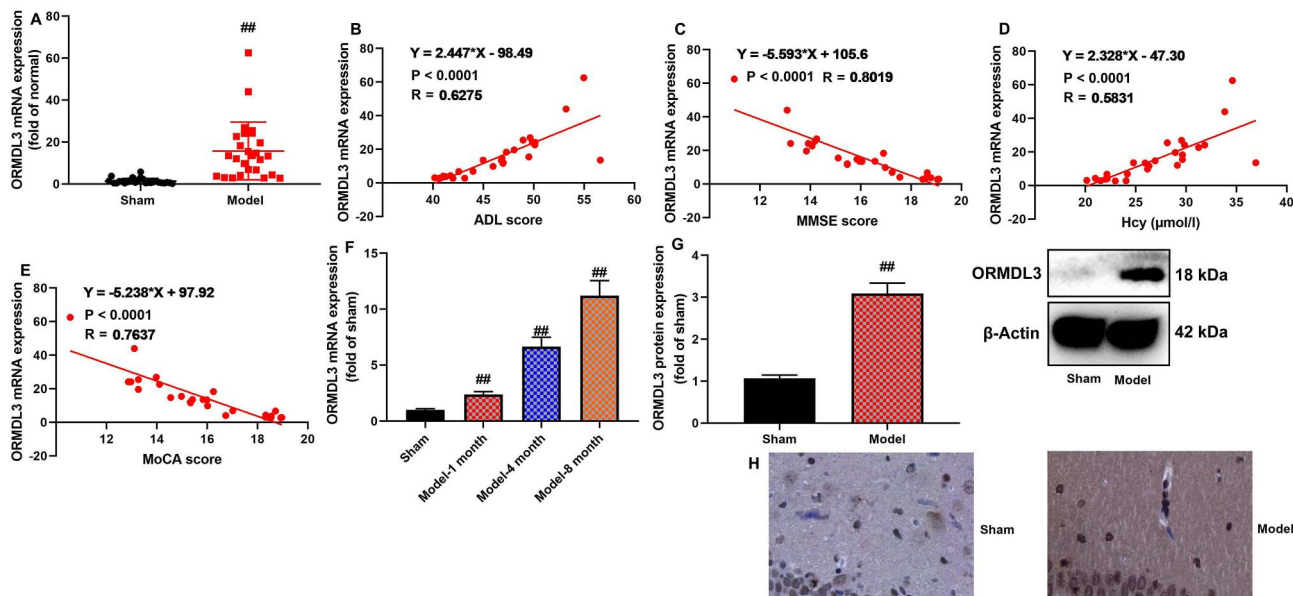 A
ORMDL3 mRNA expression
(fold of normal)
80
60
40
20
0
##
Sham
Model
B
ORMDL3 mRNA expression
80
60
40
20
0
-20
Y = 2.447*X - 98.49
P < 0.0001
R = 0.6275
40
45
50
55
60
ADL score
C
ORMDL3 mRNA expression
80
60
40
20
0
-20
Y = -5.593*X + 105.6
P < 0.0001 R = 0.8019
12
14
16
18
20
MMSE score
D
ORMDL3 mRNA expression
80
60
40
20
0
-20
Y = 2.328*X - 47.30
P < 0.0001
R = 0.5831
15
20
25
30
35
40
Hcy (μmol/l)
E
ORMDL3 mRNA expression
80
60
40
20
0
-20
Y = -5.238*X + 97.92
P < 0.0001
R = 0.7637
12
14
16
18
20
MoCA score
F
ORMDL3 mRNA expression
(fold of sham)
15
10
5
0
##
##
##
Sham
Model-1 month
Model-4 month
Model-8 month
G
ORMDL3 protein expression
(fold of sham)
4
3
2
1
0
##
Sham
Model
ORMDL3
18 kDa
β-Actin
42 kDa
Sham
Model
H
Sham
Model